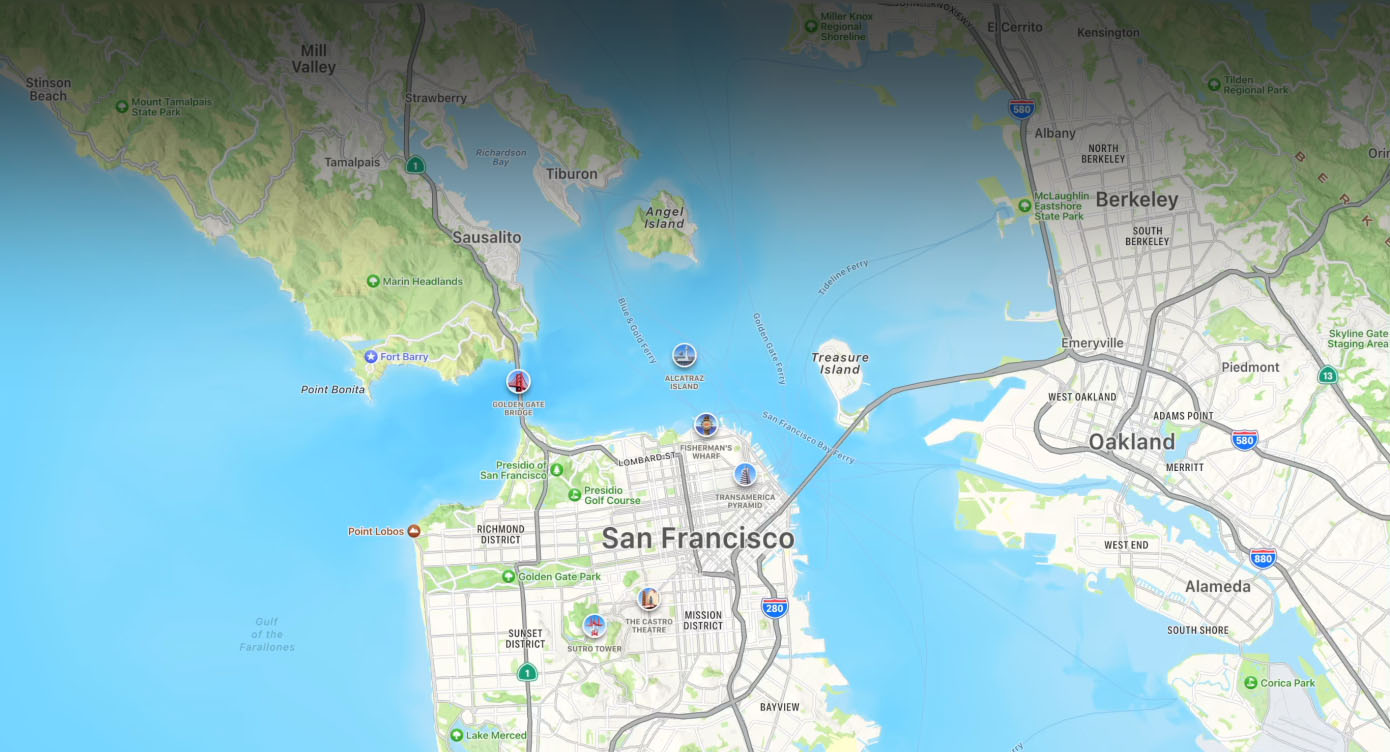 Miller Knox
Regional
Shoreline
El Cerrito
Kensington
Mill
Valley
Stinson
Beach
Mount Tamalpais
State Park
Strawberry
580
Tilden
Regional Park
Albany
NORTH
BERKELEY
Richmond
Bay
Tamalpais
1
Tiburon
McLaughlin
Eastshore
State Park
Berkeley
B
E
R
K
Angel
Island
SOUTH
BERKELEY
Sausalito
Marin Headlands
Tideline Ferry
Blue & Gold Ferry
Golden Gate Ferry
Fort Barry
Point Bonita
GOLDEN GATE
BRIDGE
ALCATRAZ
ISLAND
Treasure
Island
Emeryville
Skyline Gate
Staging Area
Piedmont
13
WEST OAKLAND
ADAMS POINT
Oakland
580
MERRITT
San Francisco Bay Ferry
FISHERMAN'S
WHARF
LOMBARD ST
Presidio of
San Francisco
Presidio
Golf Course
TRANSAMERICA
PYRAMID
Point Lobos
RICHMOND
DISTRICT
San Francisco
WEST END
880
Alameda
Golden Gate Park
280
MISSION
DISTRICT
THE CASTRO
THEATRE
SOUTH SHORE
Gulf
of the
Farallones
SUNSET
DISTRICT
SUTRO TOWER
1
Corica Park
BAYVIEW
Lake Merced